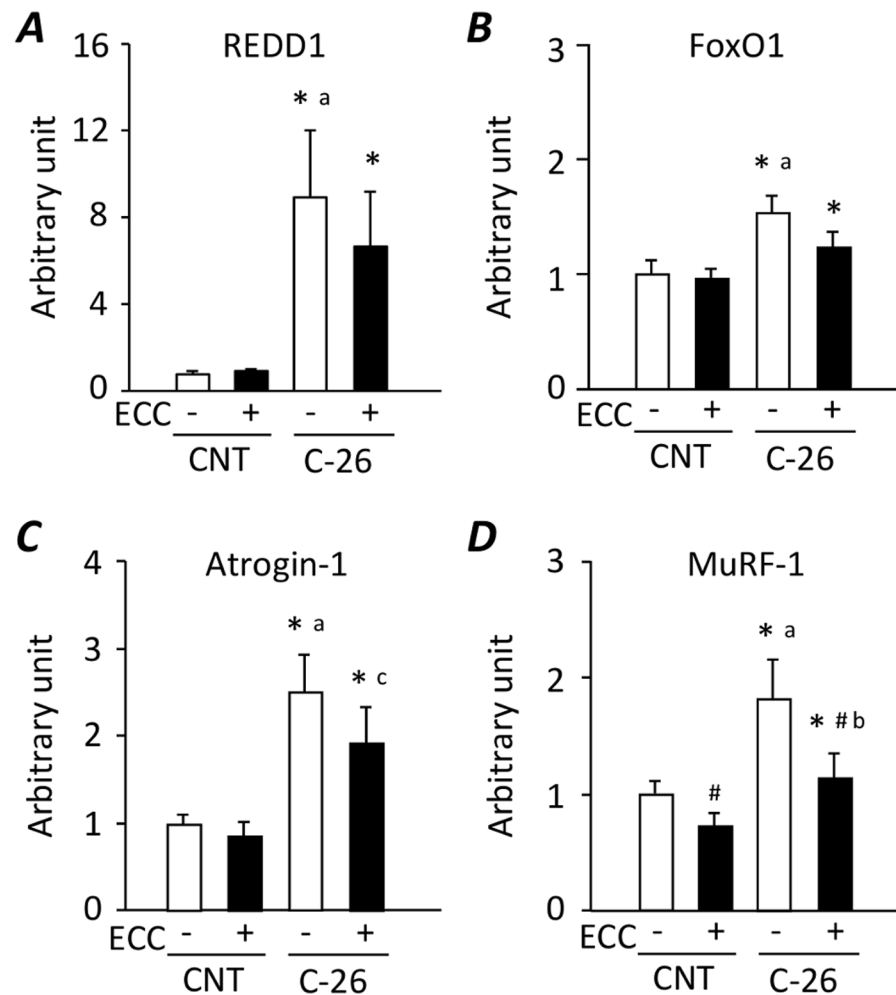 A
REDD1
16
12
8
4
0
Arbitrary unit
* a
*
ECC - + - +
CNT C-26
B
FoxO1
3
2
1
0
Arbitrary unit
* a
*
ECC - + - +
CNT C-26
C
Atrogin-1
4
3
2
1
0
Arbitrary unit
* a
* c
ECC - + - +
CNT C-26
D
MuRF-1
3
2
1
0
Arbitrary unit
* a
* # b
#
ECC - + - +
CNT C-26